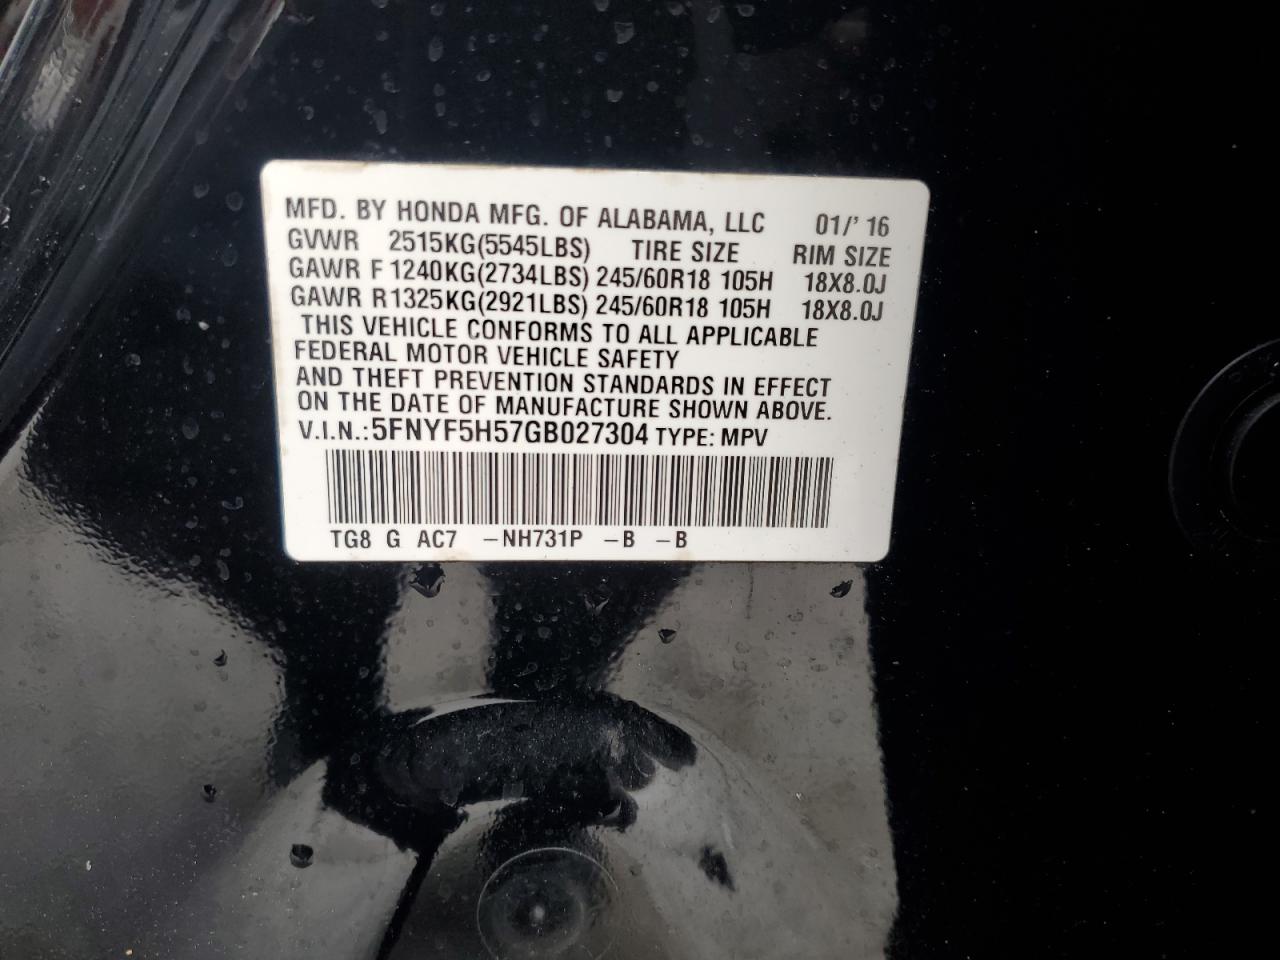 MFD. BY HONDA MFG. OF ALABAMA, LLC 01/' 16
GVWR 2515KG(5545LBS) TIRE SIZE RIM SIZE
GAWR F 1240KG(2734LBS) 245/60R18 105H 18X8.0J
GAWR R1325KG(2921LBS) 245/60R18 105H 18X8.0J
THIS VEHICLE CONFORMS TO ALL APPLICABLE
FEDERAL MOTOR VEHICLE SAFETY
AND THEFT PREVENTION STANDARDS IN EFFECT
ON THE DATE OF MANUFACTURE SHOWN ABOVE.
V.I.N.:5FNYF5H57GB027304 TYPE: MPV
TG8 G AC7 -NH731P -B -B